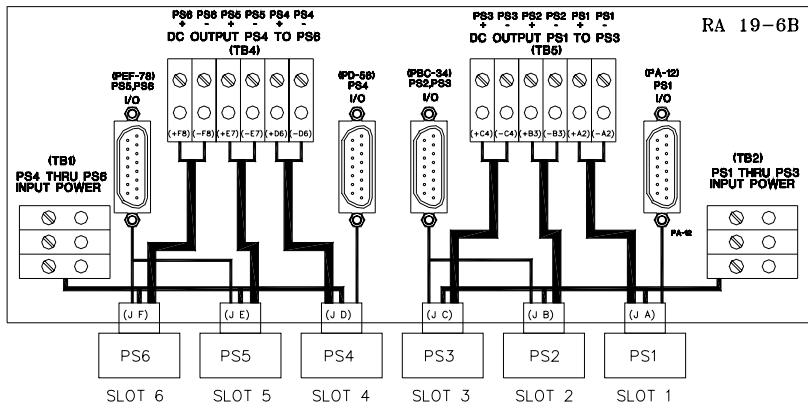 PS6 PS6 PS5 PS5 PS4 PS4
+ - + - + -
DC OUTPUT PS4 TO PS6
(TB4)
PS3 PS3 PS2 PS2 PS1 PS1
+ - + - + -
DC OUTPUT PS1 TO PS3
(TB5)
RA 19-6B
(PEF-78)
PS5,PS6
I/O
(PD-56)
PS4
I/O
(PBC-34)
PS2,PS3
I/O
(PA-12)
PS1
I/O
(+F8) (-F8) (+E7) (-E7) (+D6) (-D6)
(+C4) (-C4) (+B3) (-B3) (+A2) (-A2)
(TB1)
PS4 THRU PS6
INPUT POWER
(TB2)
PS1 THRU PS3
INPUT POWER
PA-12
(J F) (J E) (J D) (J C) (J B) (J A)
PS6 PS5 PS4 PS3 PS2 PS1
SLOT 6 SLOT 5 SLOT 4 SLOT 3 SLOT 2 SLOT 1